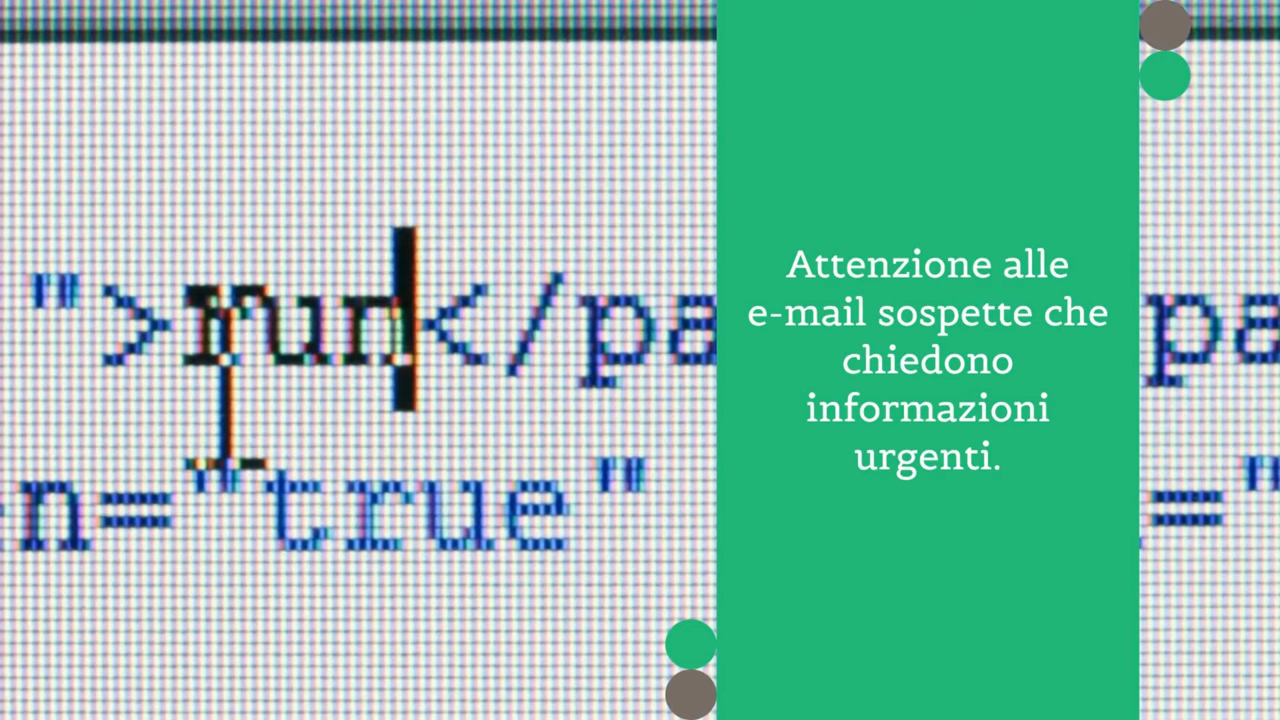 ">run</pa
n="true"
Attenzione alle
e-mail sospette che
chiedono
informazioni
urgenti.
pa
="